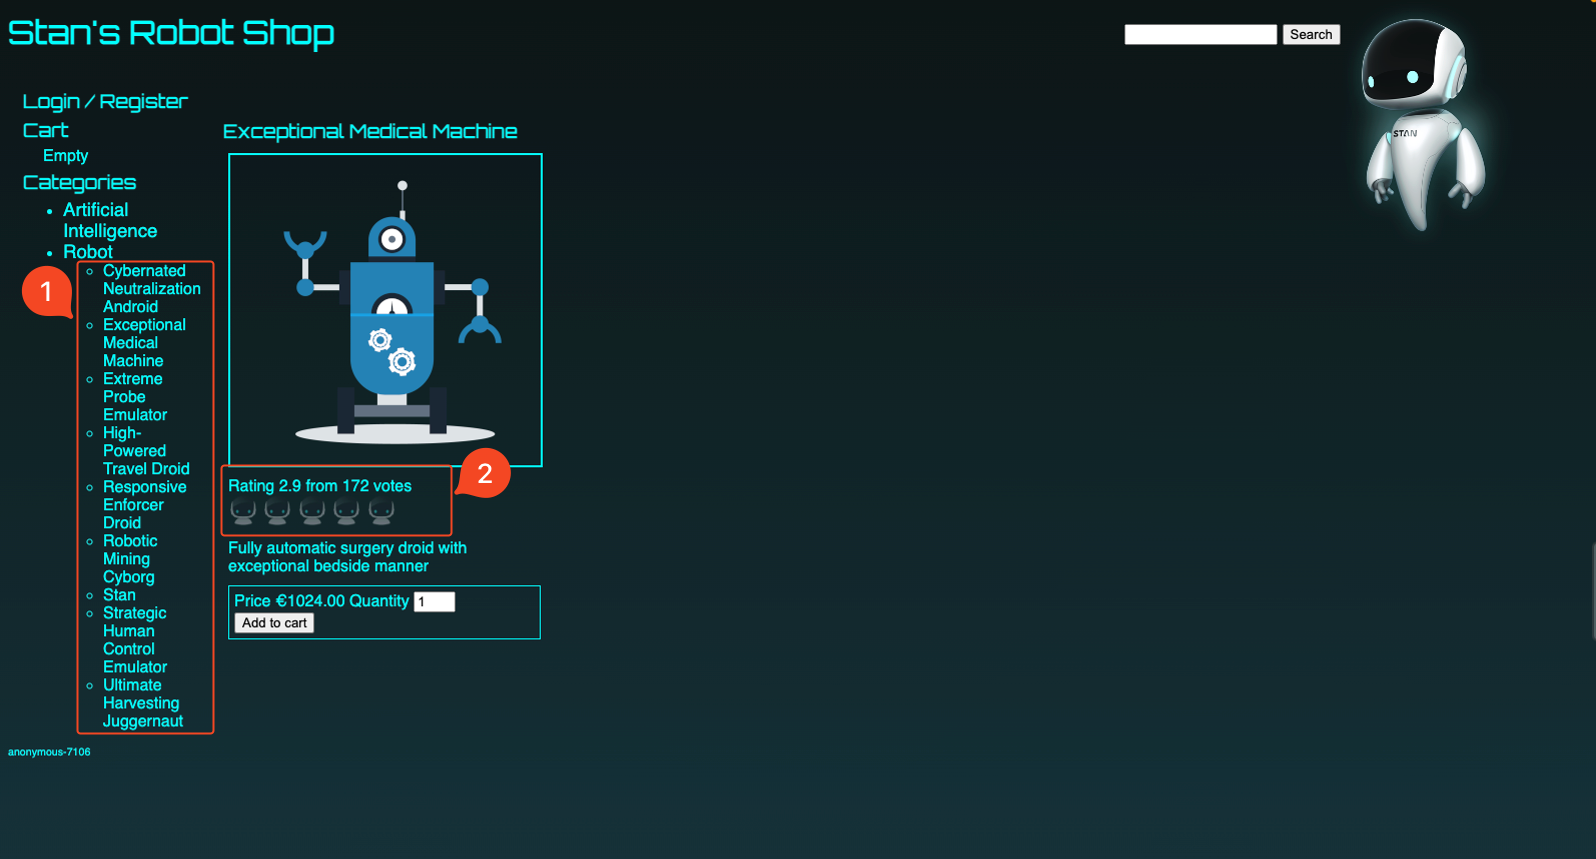 Stan's Robot Shop
Search
STAN
Login / Register
Cart
Empty
Categories
Artificial
Intelligence
Robot
1
Cybernated
Neutralization
Android
Exceptional
Medical
Machine
Extreme
Probe
Emulator
High-
Powered
Travel Droid
Responsive
Enforcer
Droid
Robotic
Mining
Cyborg
Stan
Strategic
Human
Control
Emulator
Ultimate
Harvesting
Juggernaut
anonymous-7106
Exceptional Medical Machine
2
Rating 2.9 from 172 votes
Fully automatic surgery droid with
exceptional bedside manner
Price €1024.00 Quantity 1
Add to cart